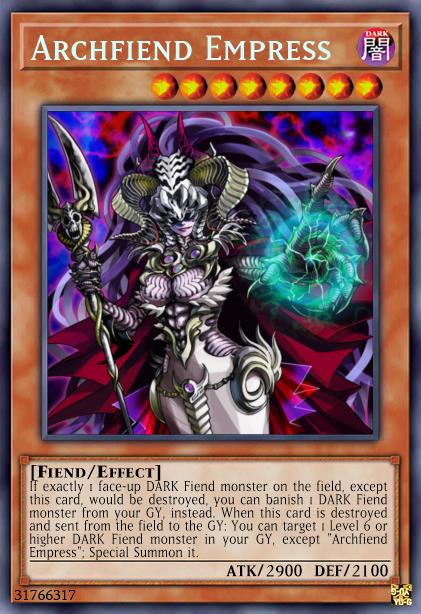 ARCHFIEND EMPRESS
DARK
闇
[FIEND/EFFECT]
If exactly 1 face-up DARK Fiend monster on the field, except
this card, would be destroyed, you can banish 1 DARK Fiend
monster from your GY, instead. When this card is destroyed
and sent from the field to the GY: You can target 1 Level 6 or
higher DARK Fiend monster in your GY, except "Archfiend
Empress"; Special Summon it.
ATK/2900 DEF/2100
31766317